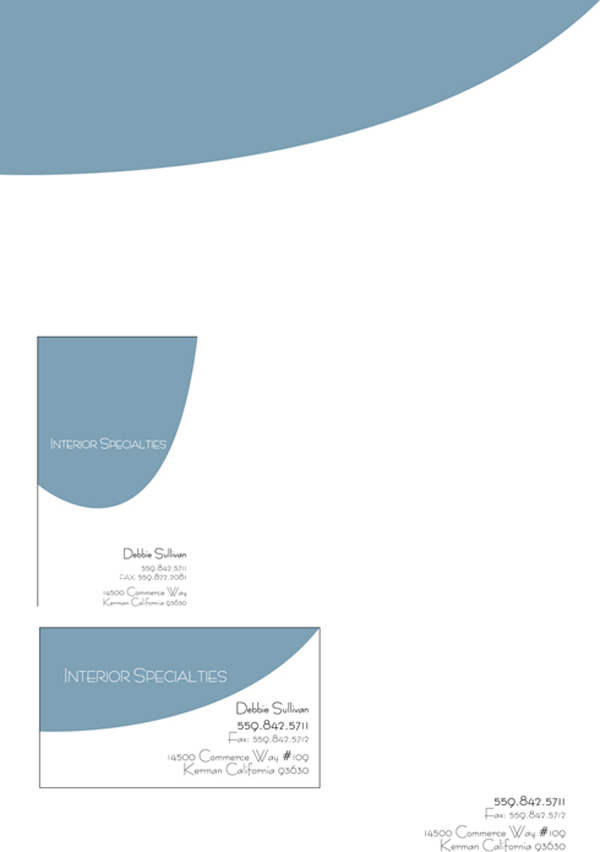 INTERIOR SPECIALTIES
Debbie Sullivan
559.842.5711
FAX: 559.822.2081
14500 Commerce Way
Kerman California 93630
INTERIOR SPECIALTIES
Debbie Sullivan
559.842.5711
Fax: 559.842.5712
14500 Commerce Way #109
Kerman California 93630
559.842.5711
Fax: 559.842.5712
14500 Commerce Way #109
Kerman California 93630